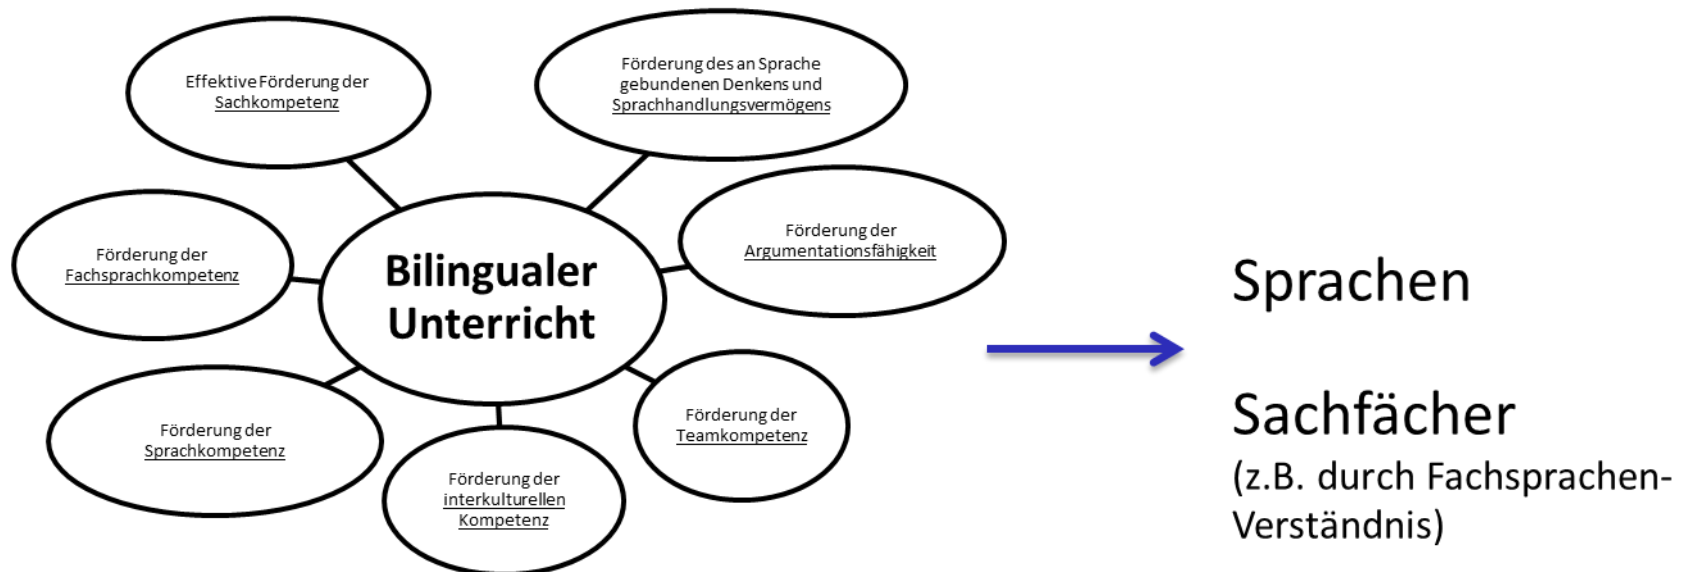 Effektive Förderung der
Sachkompetenz
Förderung des an Sprache
gebundenen Denkens und
Sprachhandlungsvermögens
Förderung der
Argumentationsfähigkeit
Förderung der
Fachsprachkompetenz
Bilingualer
Unterricht
Förderung der
Teamkompetenz
Förderung der
Sprachkompetenz
Förderung der
interkulturellen
Kompetenz
Sprachen
Sachfächer
(z.B. durch Fachsprachen-
Verständnis)